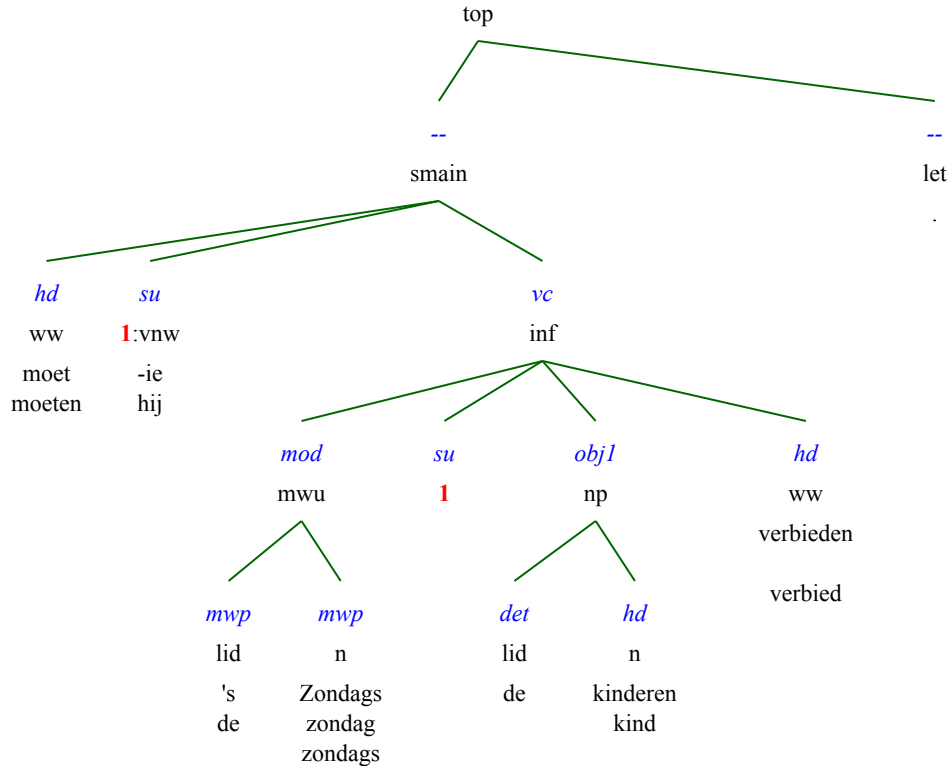 top
-- --
smain let
.
hd su vc
ww 1:vnw inf
moet -ie
moeten hij
mod su obj1 hd
mwu 1 np ww
verbieden
verbied
mwp mwp det hd
lid n lid n
's Zondags de kinderen
de zondag kind
zondags